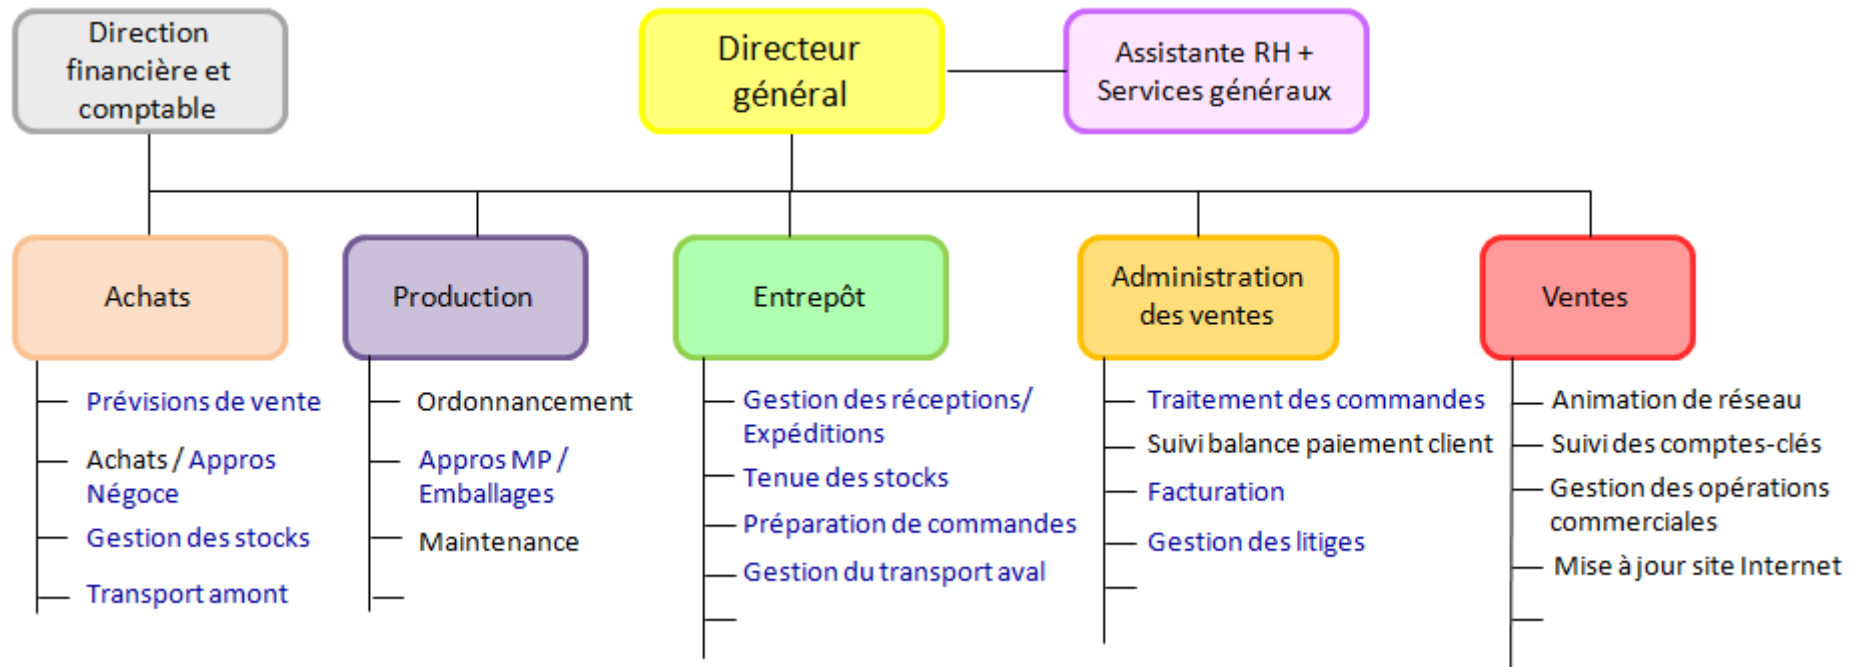 Direction
financière et
comptable
Directeur
général
Assistante RH +
Services généraux
Achats
Production
Entrepôt
Administration
des ventes
Ventes
Prévisions de vente
Achats / Appros
Négoce
Gestion des stocks
Transport amont
Ordonnancement
Appros MP /
Emballages
Maintenance
Gestion des réceptions/
Expéditions
Tenue des stocks
Préparation de commandes
Gestion du transport aval
Traitement des commandes
Suivi balance paiement client
Facturation
Gestion des litiges
Animation de réseau
Suivi des comptes-clés
Gestion des opérations
commerciales
Mise à jour site Internet